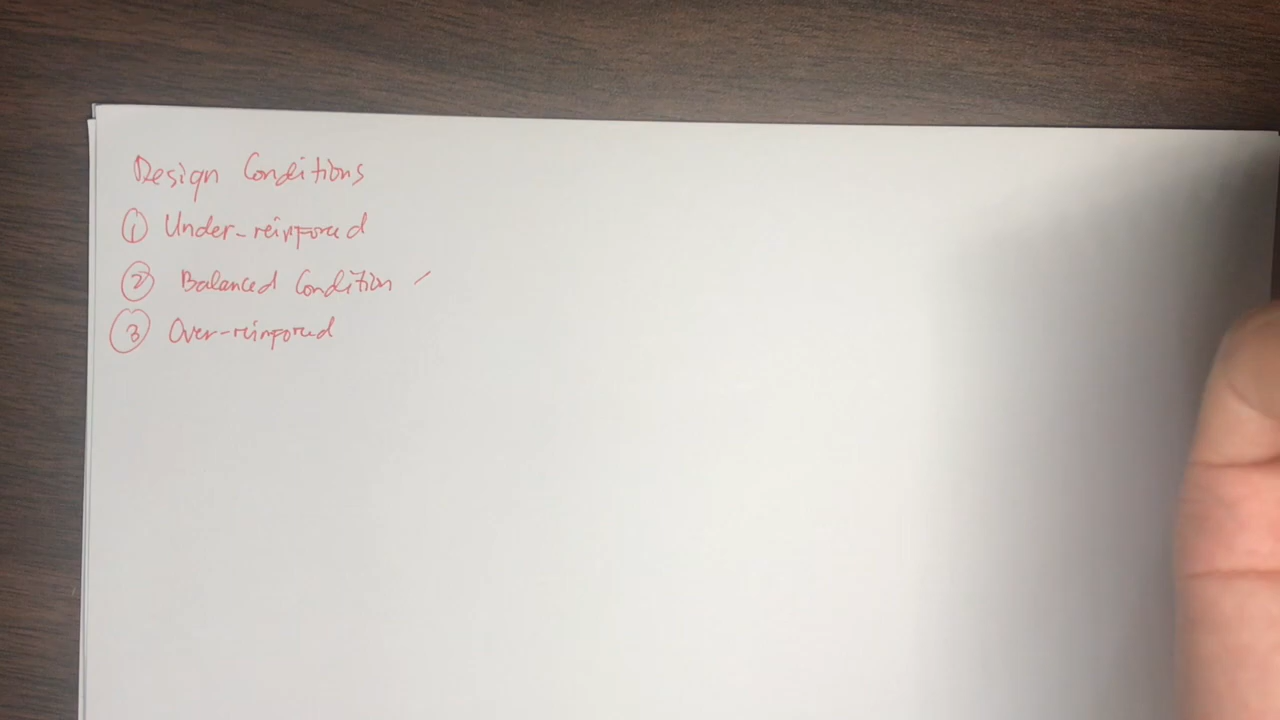 Design Conditions
① Under-reinforced
② Balanced Condition
③ Over-reinforced